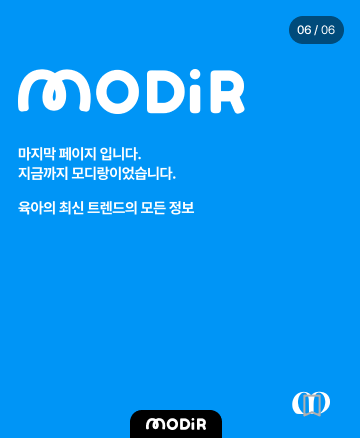 06 / 06
MODiR
마지막 페이지 입니다.
지금까지 모디랑이었습니다.
육아의 최신 트렌드의 모든 정보
m
MODiR